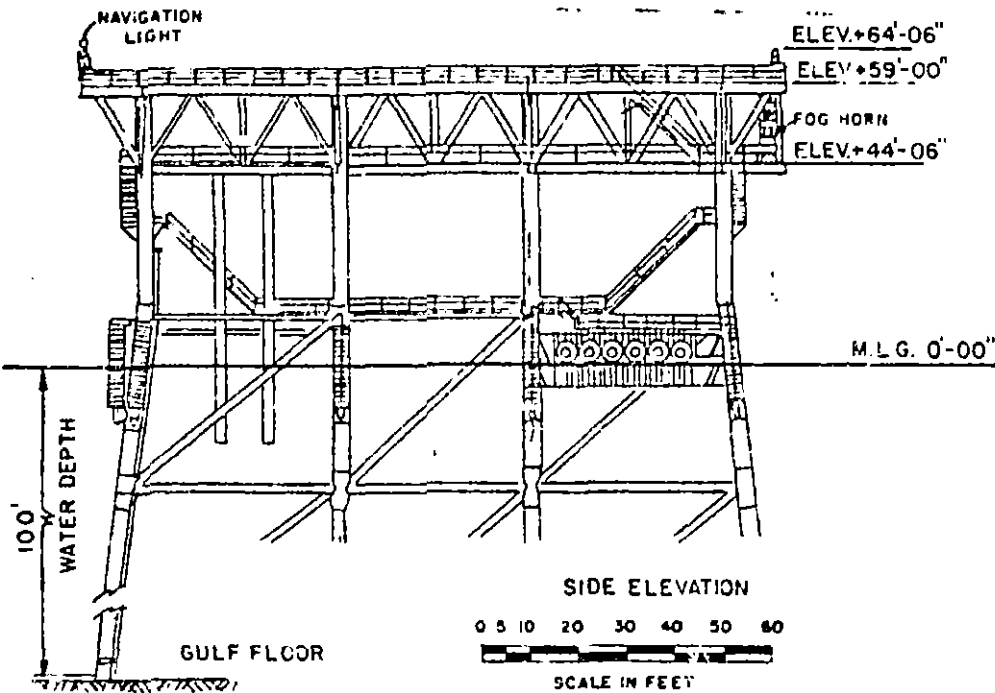 NAVIGATION
LIGHT
ELEV.+64'-06"
ELEV.+59'-00"
FOG HORN
ELEV.+44'-06"
M.L.G. 0'-00"
100'
WATER DEPTH
GULF FLOOR
SIDE ELEVATION
0 5 10 20 30 40 50 60
SCALE IN FEET